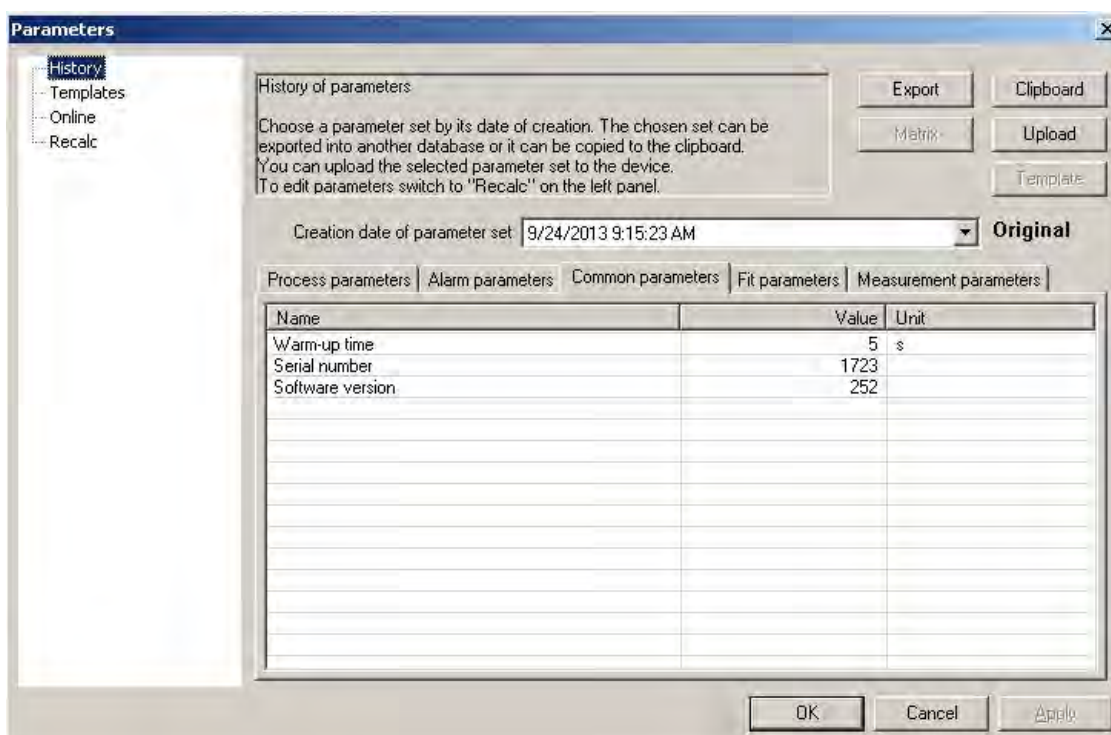 Parameters
History
Templates
Online
Recalc
History of parameters
Choose a parameter set by its date of creation. The chosen set can be
exported into another database or it can be copied to the clipboard.
You can upload the selected parameter set to the device.
To edit parameters switch to "Recalc" on the left panel.
Export
Clipboard
Matrix
Upload
Template
Creation date of parameter set 9/24/2013 9:15:23 AM Original
Process parameters Alarm parameters Common parameters Fit parameters Measurement parameters
Name Value Unit
Warm-up time 5 s
Serial number 1723
Software version 252
OK Cancel Apply